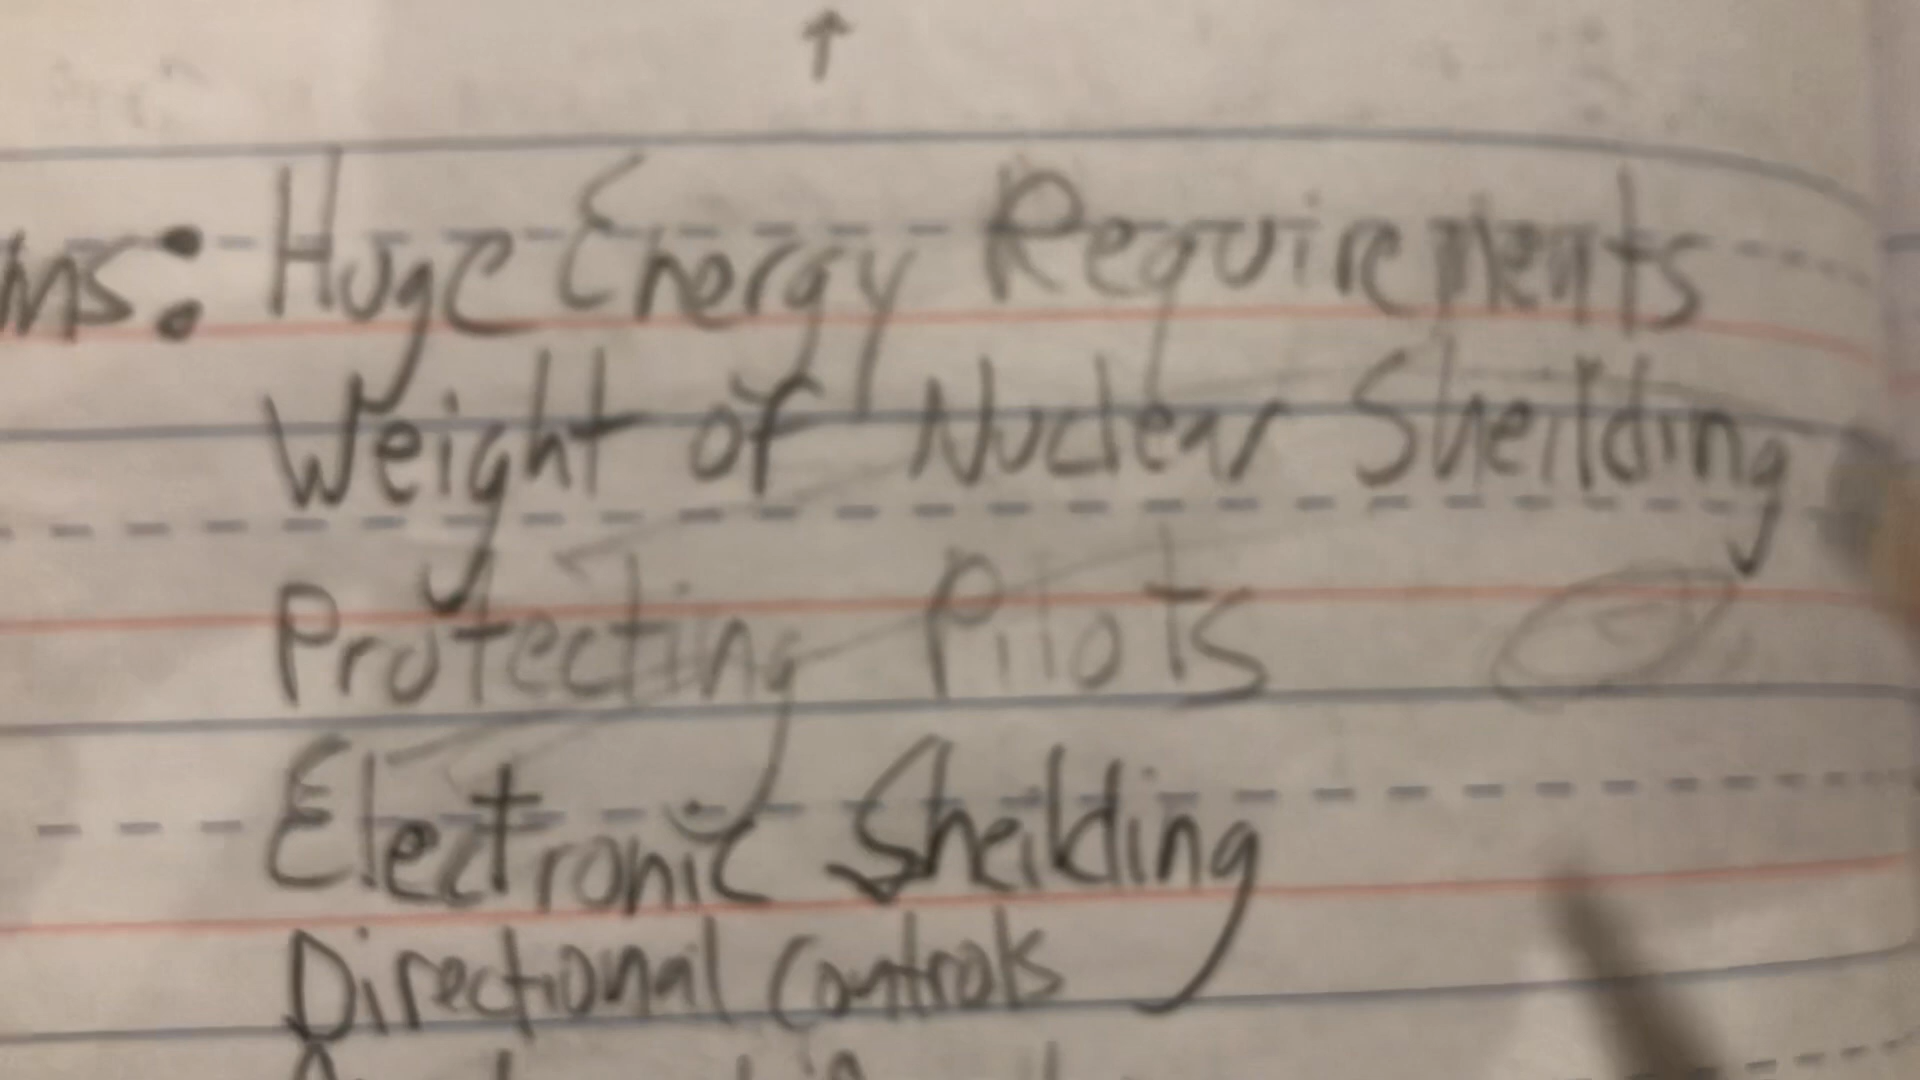 ms: Huge Energy Requirements
Weight of Nuclear Sheilding
Protecting Pilots
Electronic Sheilding
Directional Controls